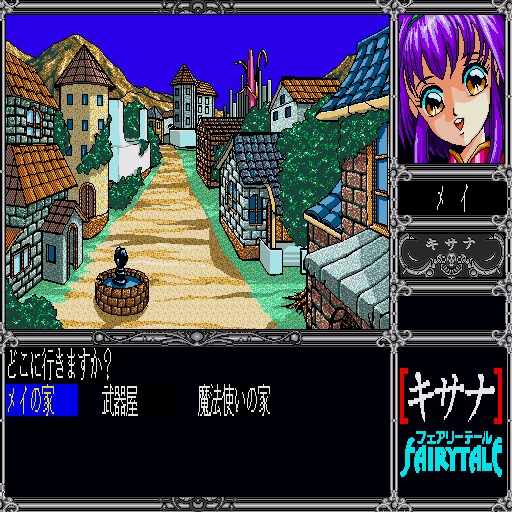 メイ
キサナ
どこに行きますか?
メイの家 武器屋 魔法使いの家
[キサナ]
フェアリーテール
FAIRYTALE